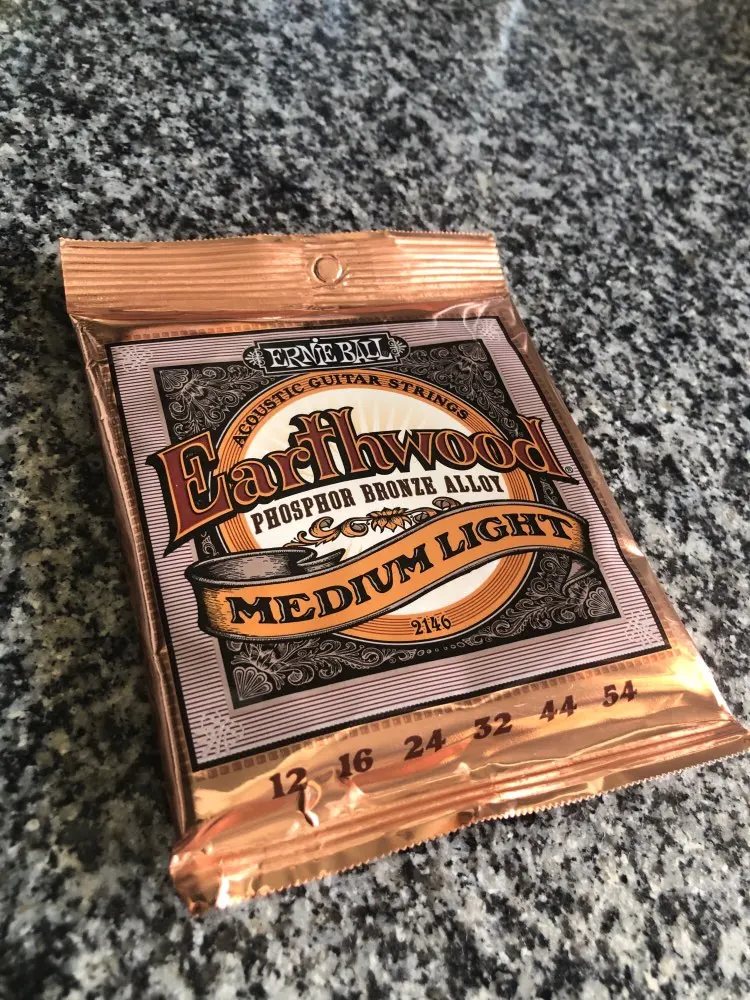 ERNIE BALL
ACOUSTIC GUITAR STRINGS
Earthwood®
PHOSPHOR BRONZE ALLOY
MEDIUM LIGHT
2146
12 16 24 32 44 54